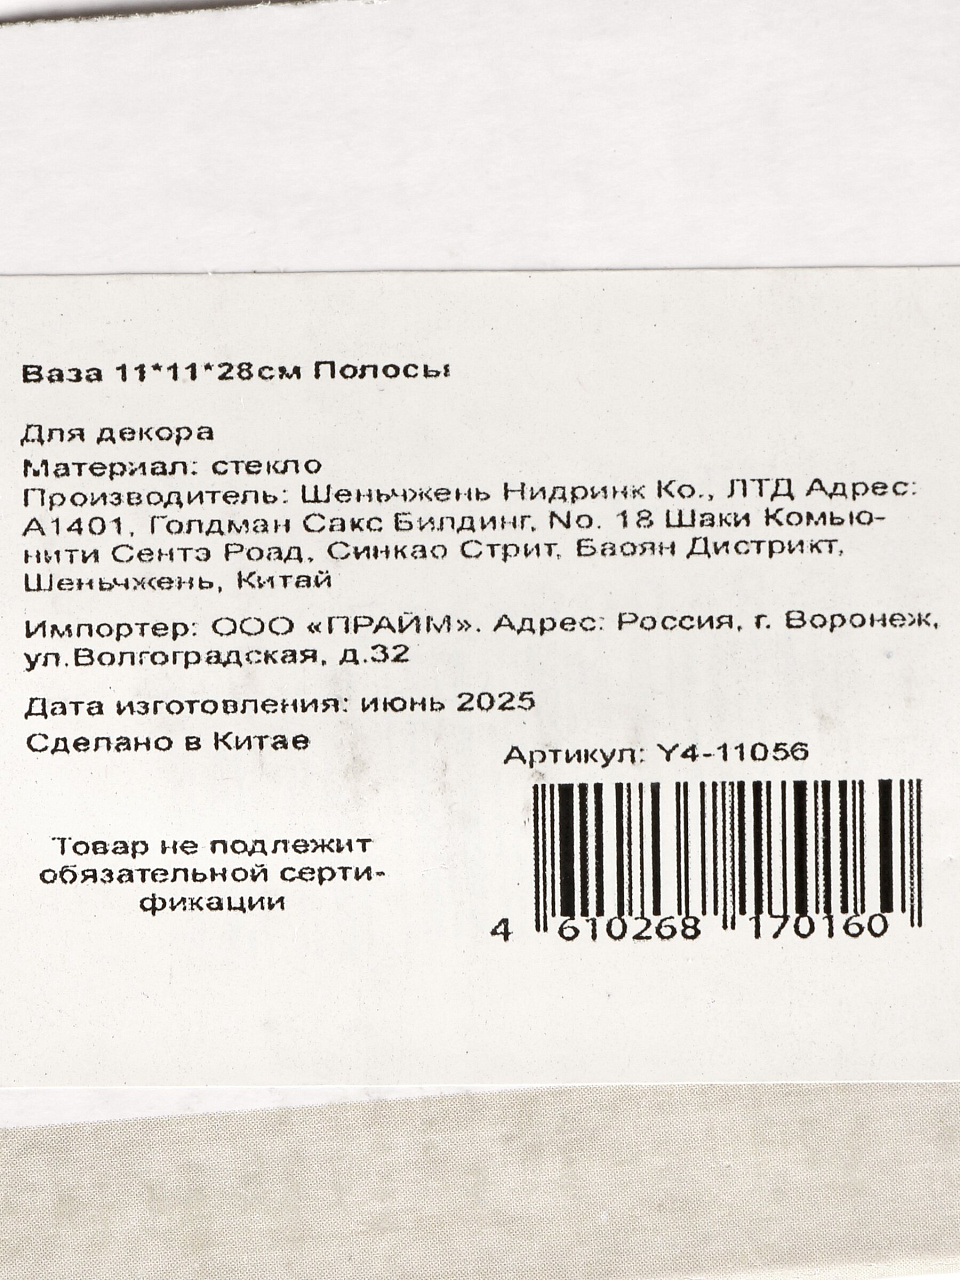 Ваза 11*11*28см Полосы
Для декора
Материал: стекло
Производитель: Шеньчжень Нидринк Ко., ЛТД Адрес:
А1401, Голдман Сакс Билдинг, No. 18 Шаки Комью-
нити Сентэ Роад, Синкао Стрит, Баоян Дистрикт,
Шеньчжень, Китай
Импортер: ООО «ПРАЙМ». Адрес: Россия, г. Воронеж,
ул.Волгоградская, д.32
Дата изготовления: июнь 2025
Сделано в Китае
Артикул: Y4-11056
Товар не подлежит
обязательной серти-
фикации
4 610268 170160